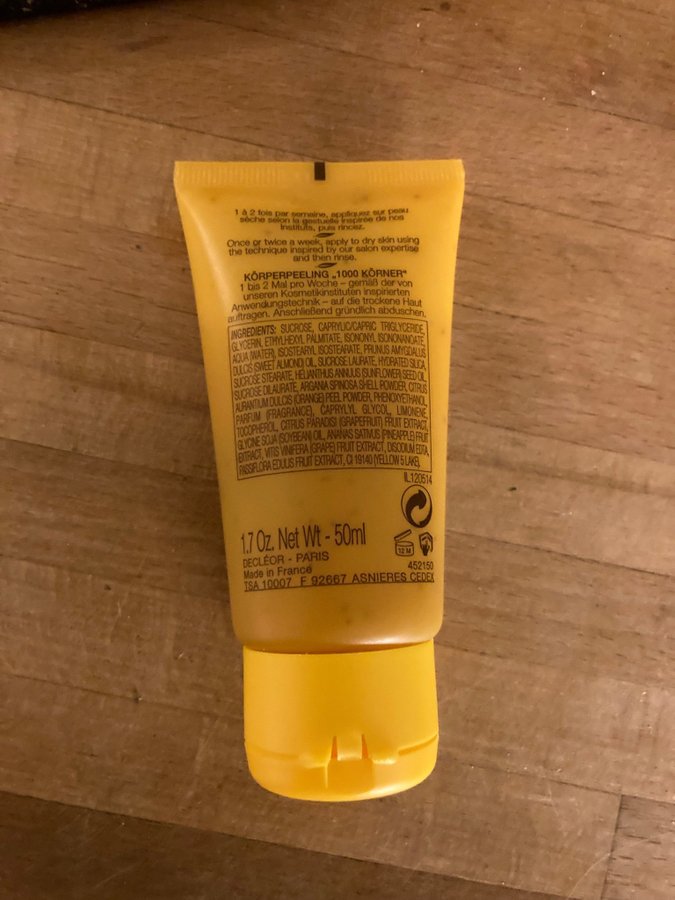 1 à 2 fois par semaine, appliquez sur peau
sèche selon la gestuelle inspirée de nos
Instituts, puis rincez.
Once or twice a week, apply to dry skin using
the technique inspired by our salon expertise
and then rinse.
KÖRPERPEELING „1000 KÖRNER"
1 bis 2 Mal pro Woche – gemäß der von
unseren Kosmetikinstituten inspirierten
Anwendungstechnik – auf die trockene Haut
auftragen. Anschließend gründlich abduschen.
INGREDIENTS: SUCROSE, CAPRYLIC/CAPRIC TRIGLYCERIDE,
GLYCERIN, ETHYLHEXYL PALMITATE, ISONONYL ISONONANOATE,
AQUA (WATER), ISOSTEARYL ISOSTEARATE, PRUNUS AMYGDALUS
DULCIS (SWEET ALMOND) OIL, SUCROSE LAURATE, HYDRATED SILICA,
SUCROSE STEARATE, HELIANTHUS ANNUUS (SUNFLOWER) SEED OIL,
SUCROSE DILAURATE, ARGANIA SPINOSA SHELL POWDER, CITRUS
AURANTIUM DULCIS (ORANGE) PEEL POWDER, PHENOXYETHANOL,
PARFUM (FRAGRANCE), CAPRYLYL GLYCOL, LIMONENE,
TOCOPHEROL, CITRUS PARADISI (GRAPEFRUIT) FRUIT EXTRACT,
GLYCINE SOJA (SOYBEAN) OIL, ANANAS SATIVUS (PINEAPPLE) FRUIT
EXTRACT, VITIS VINIFERA (GRAPE) FRUIT EXTRACT, DISODIUM EDTA,
PASSIFLORA EDULIS FRUIT EXTRACT, CI 19140 (YELLOW 5 LAKE).
IL120514
1.7 Oz. Net Wt - 50ml
12 M
DECLÉOR - PARIS
452150
Made in France
TSA 10007 F 92667 ASNIERES CEDEX